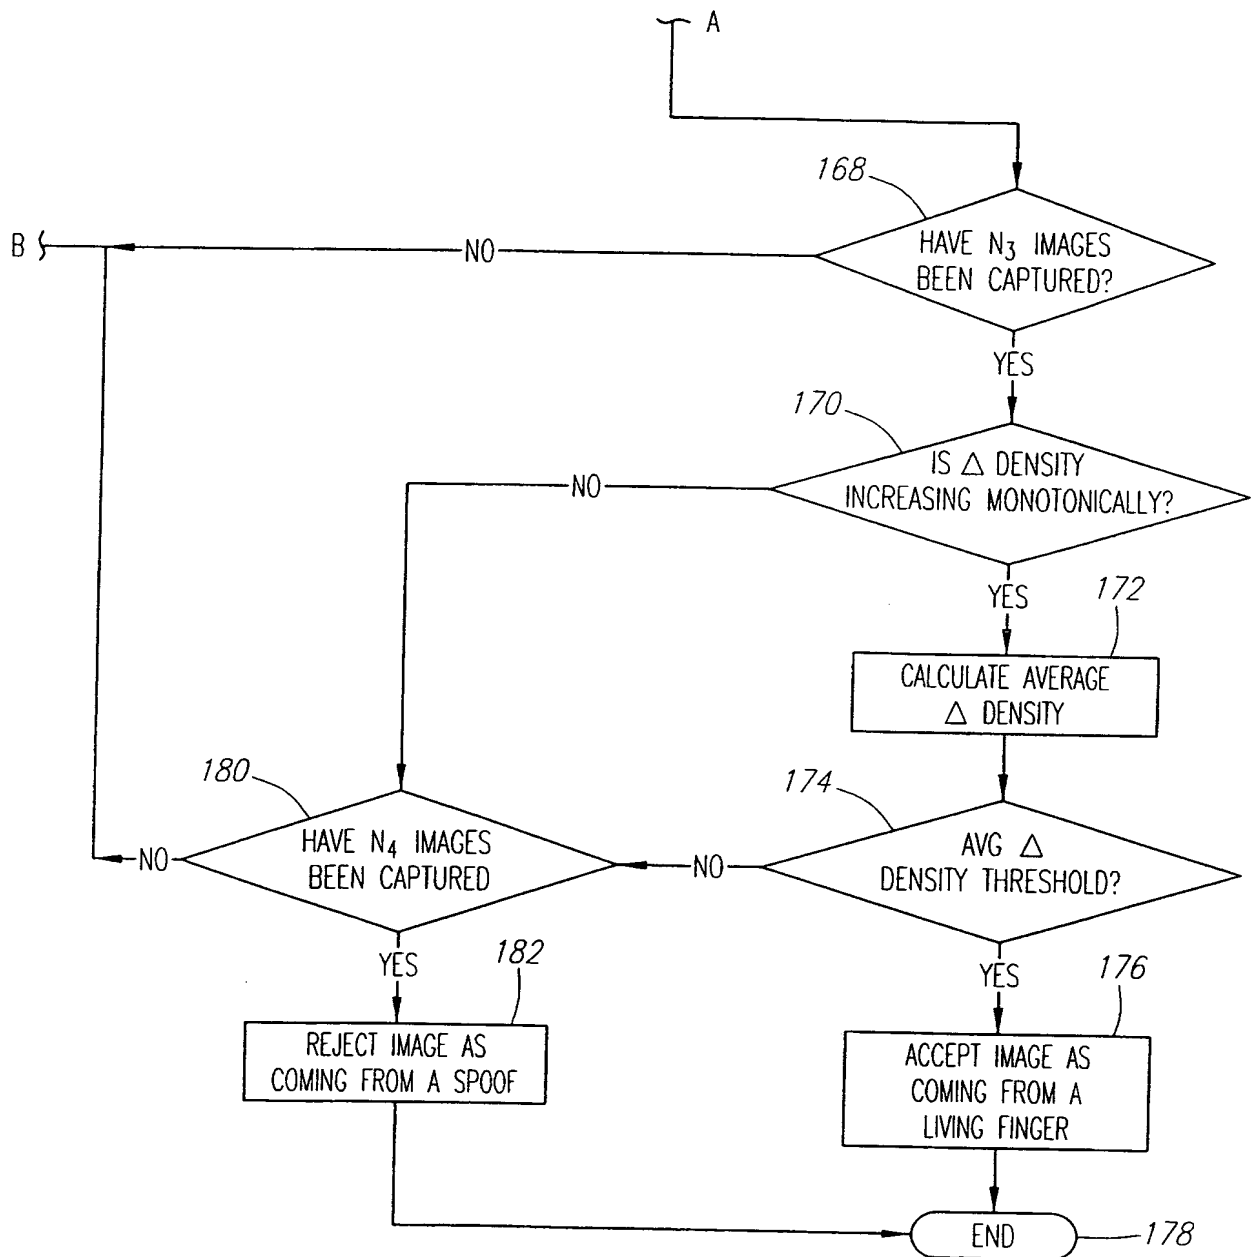 A
168
B
NO
HAVE N₃ IMAGES
BEEN CAPTURED?
YES
170
IS △ DENSITY
INCREASING MONOTONICALLY?
NO
YES
172
CALCULATE AVERAGE
△ DENSITY
180
174
HAVE N₄ IMAGES
BEEN CAPTURED
AVG △
DENSITY THRESHOLD?
NO
NO
YES
182
YES
176
REJECT IMAGE AS
COMING FROM A SPOOF
ACCEPT IMAGE AS
COMING FROM A
LIVING FINGER
END
178